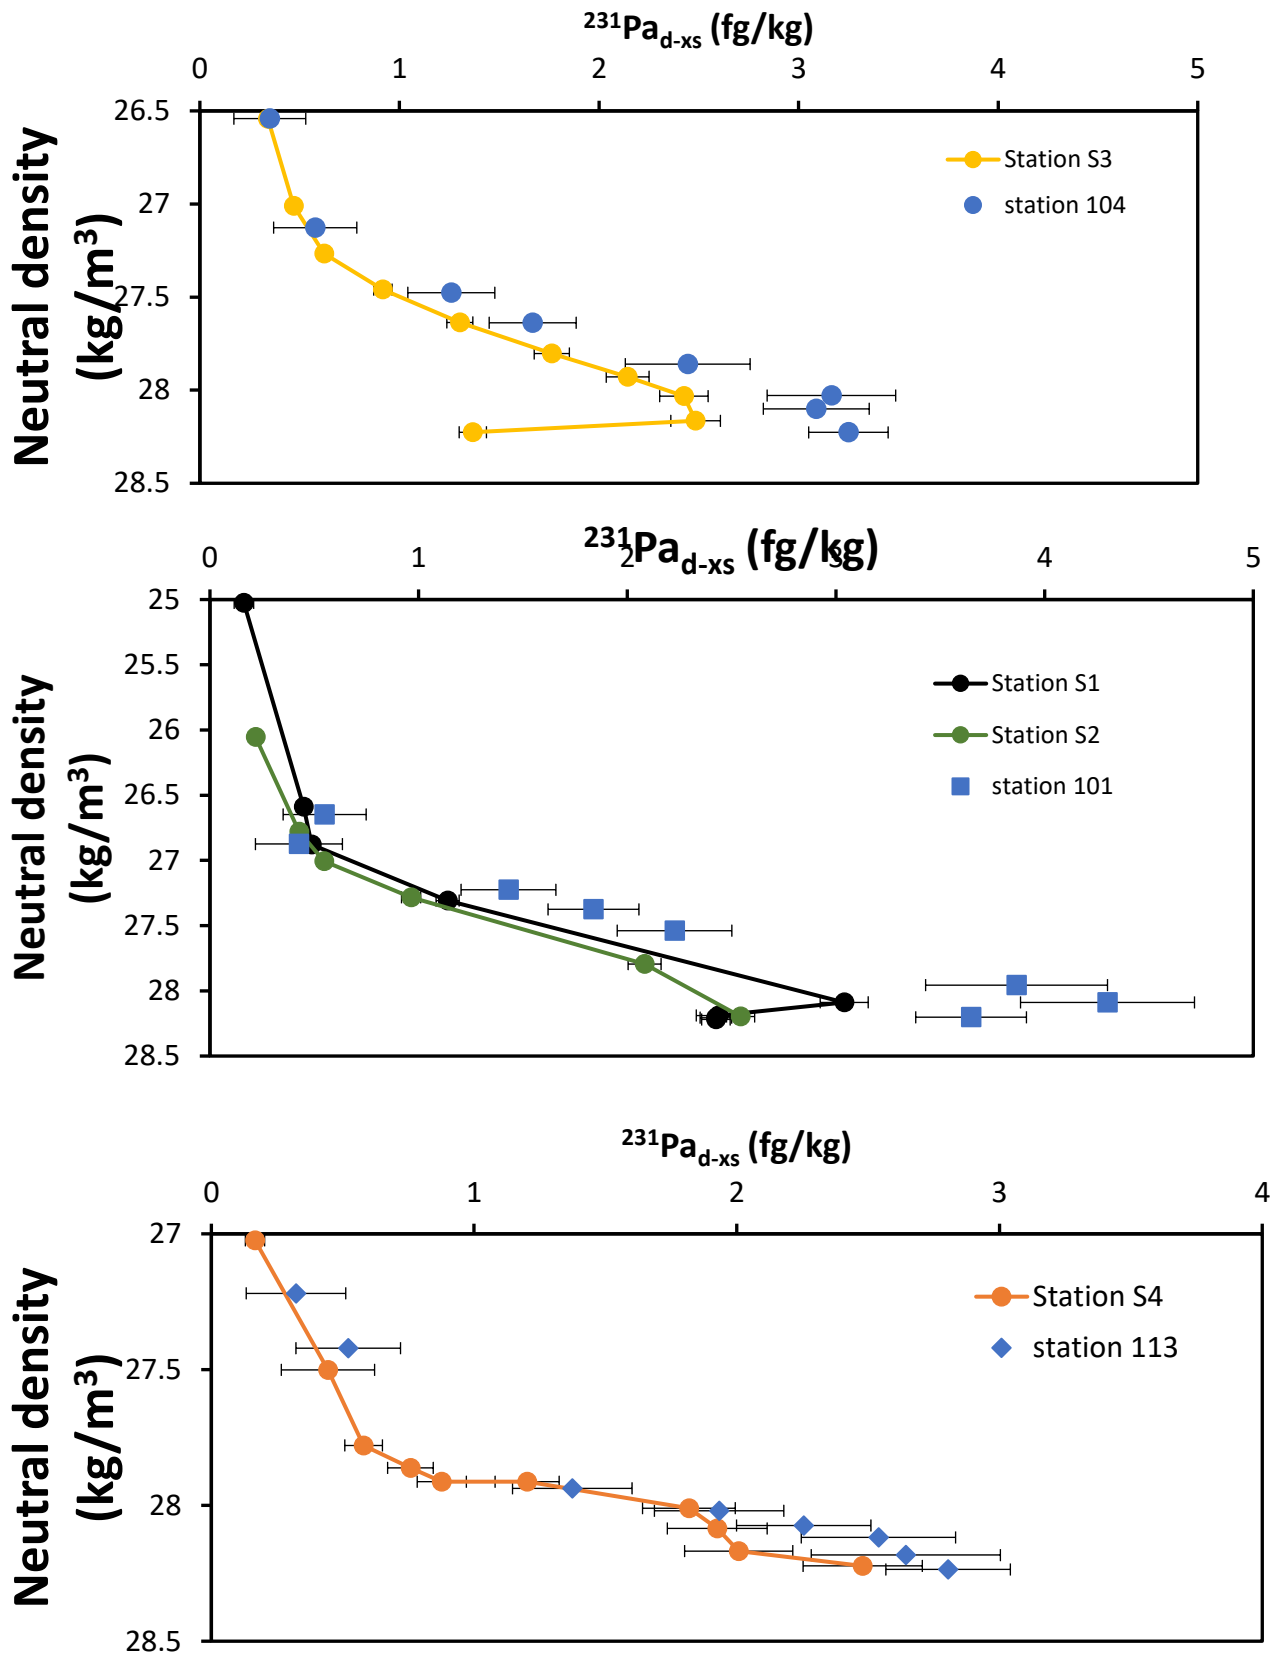 ²³¹Pa_d-xs (fg/kg)
0 1 2 3 4 5
26.5
27
27.5
28
28.5
Neutral density
(kg/m³)
Station S3
station 104
²³¹Pa_d-xs (fg/kg)
0 1 2 3 4 5
25
25.5
26
26.5
27
27.5
28
28.5
Neutral density
(kg/m³)
Station S1
Station S2
station 101
²³¹Pa_d-xs (fg/kg)
0 1 2 3 4
27
27.5
28
28.5
Neutral density
(kg/m³)
Station S4
station 113